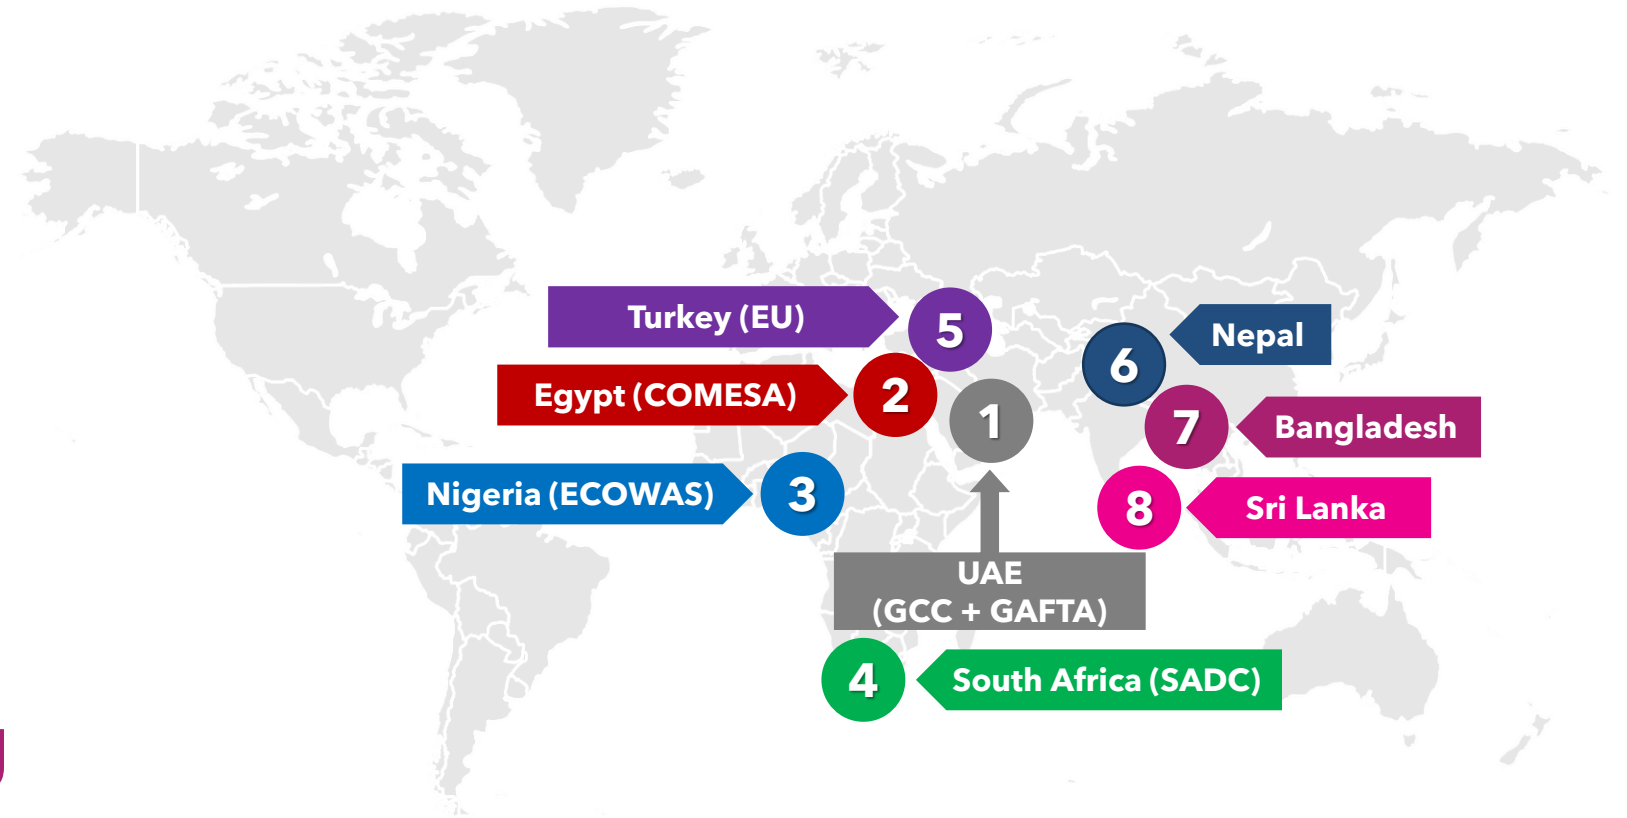 Turkey (EU)
5
Nepal
6
Egypt (COMESA)
2
1
7
Bangladesh
Nigeria (ECOWAS)
3
8
Sri Lanka
UAE
(GCC + GAFTA)
4
South Africa (SADC)